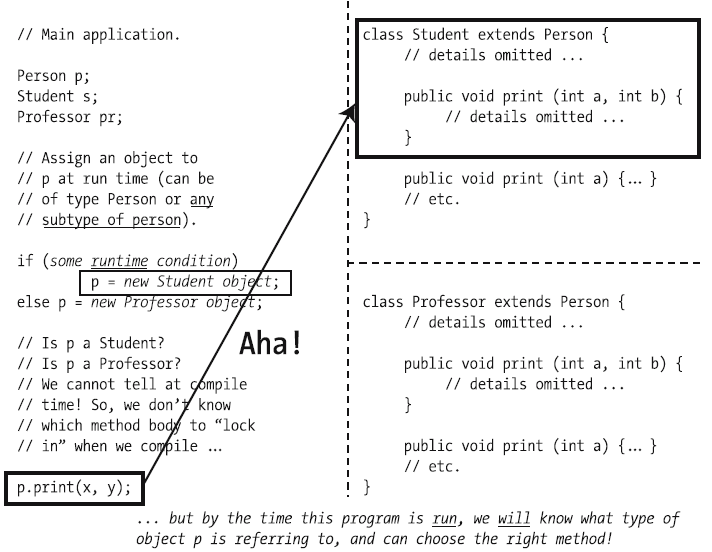 // Main application.
Person p;
Student s;
Professor pr;
// Assign an object to
// p at run time (can be
// of type Person or any
// subtype of person).
if (some runtime condition)
p = new Student object;
else p = new Professor object;
// Is p a Student?
// Is p a Professor?
// We cannot tell at compile
// time! So, we don't know
// which method body to “lock
// in” when we compile …
p.print(x, y);
Aha!
class Student extends Person {
// details omitted ...
public void print (int a, int b) {
// details omitted ...
}
public void print (int a) {… }
// etc.
}
class Professor extends Person {
// details omitted ...
public void print (int a, int b) {
// details omitted ...
}
public void print (int a) {… }
// etc.
}
... but by the time this program is run, we will know what type of
object p is referring to, and can choose the right method!